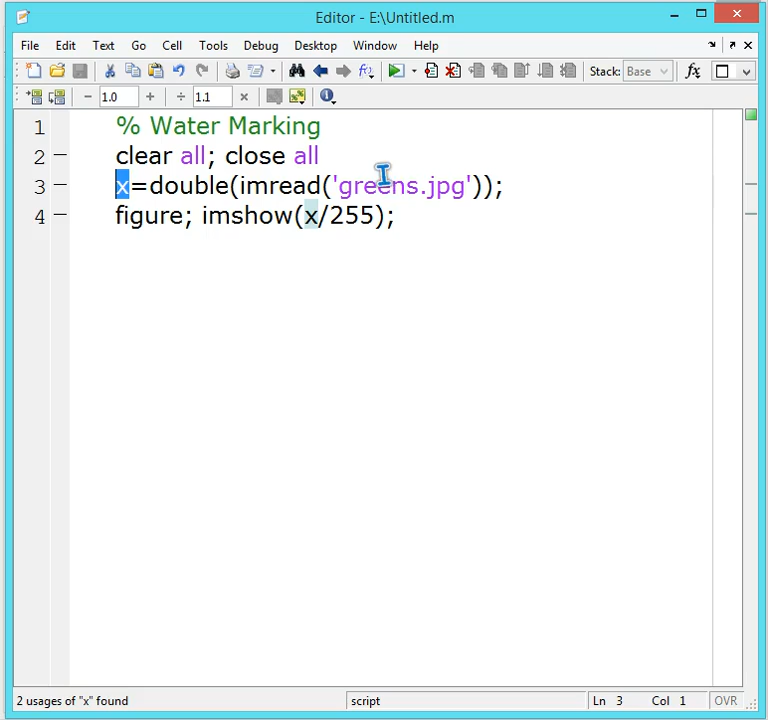 Editor - E:\Untitled.m
File Edit Text Go Cell Tools Debug Desktop Window Help
Stack: Base fx
1.0 1.1
1 % Water Marking
2 clear all; close all
3 x=double(imread('greens.jpg'));
4 figure; imshow(x/255);
2 usages of "x" found script Ln 3 Col 1 OVR